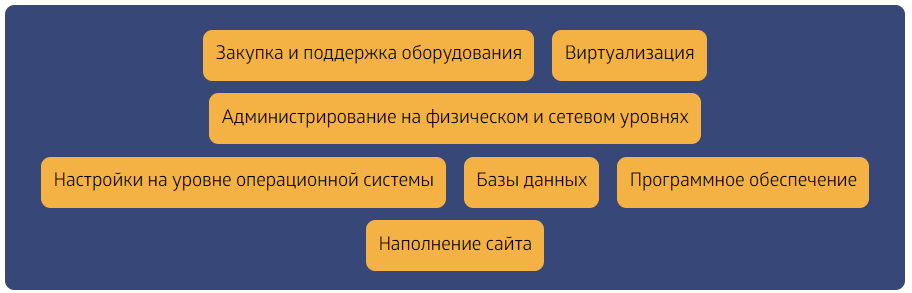 Закупка и поддержка оборудования
Виртуализация
Администрирование на физическом и сетевом уровнях
Настройки на уровне операционной системы
Базы данных
Программное обеспечение
Наполнение сайта